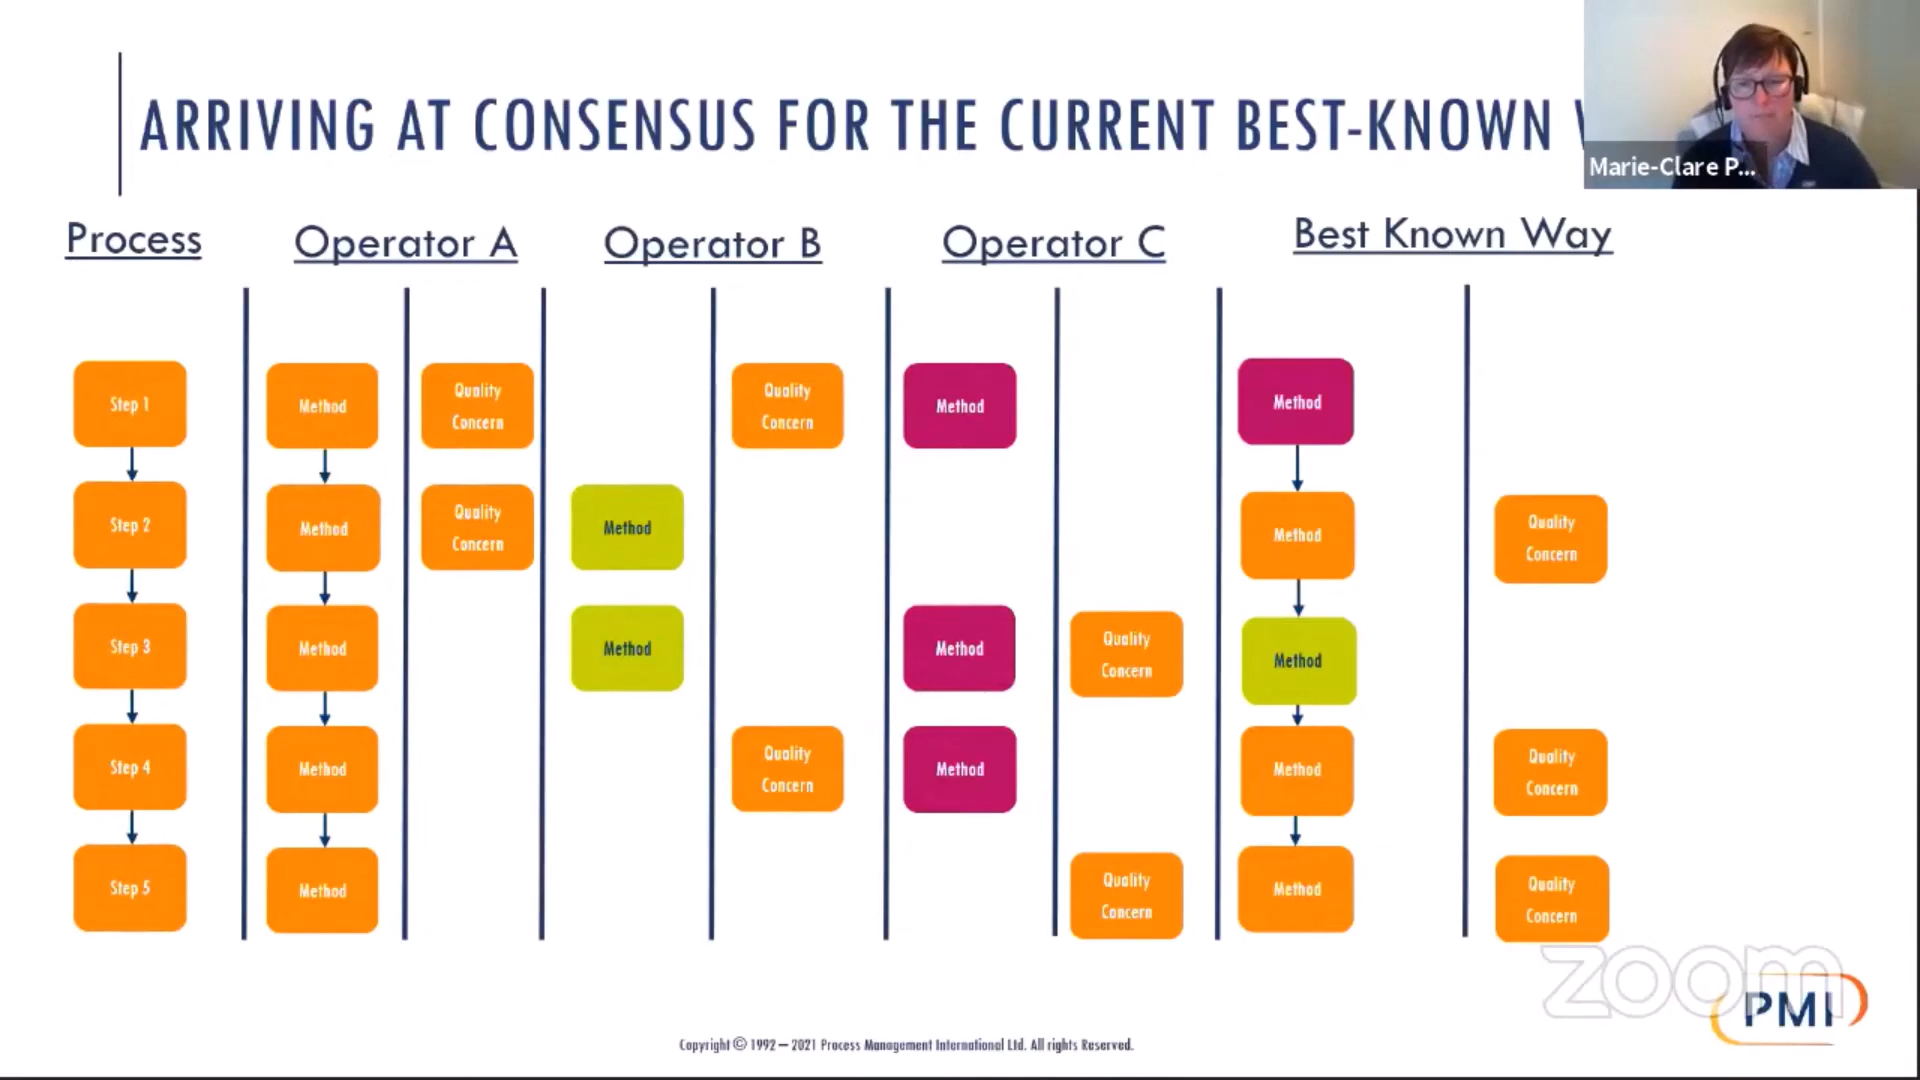 ARRIVING AT CONSENSUS FOR THE CURRENT BEST-KNOWN
Marie-Clare P...
Process
Operator A
Operator B
Operator C
Best Known Way
Step 1
Method
Quality
Concern
Quality
Concern
Method
Method
Step 2
Method
Quality
Concern
Method
Method
Quality
Concern
Step 3
Method
Method
Method
Quality
Concern
Method
Step 4
Method
Quality
Concern
Method
Method
Quality
Concern
Step 5
Method
Quality
Concern
Method
Quality
Concern
zoom
PMI
Copyright © 1992 – 2021 Process Management International Ltd. All rights Reserved.